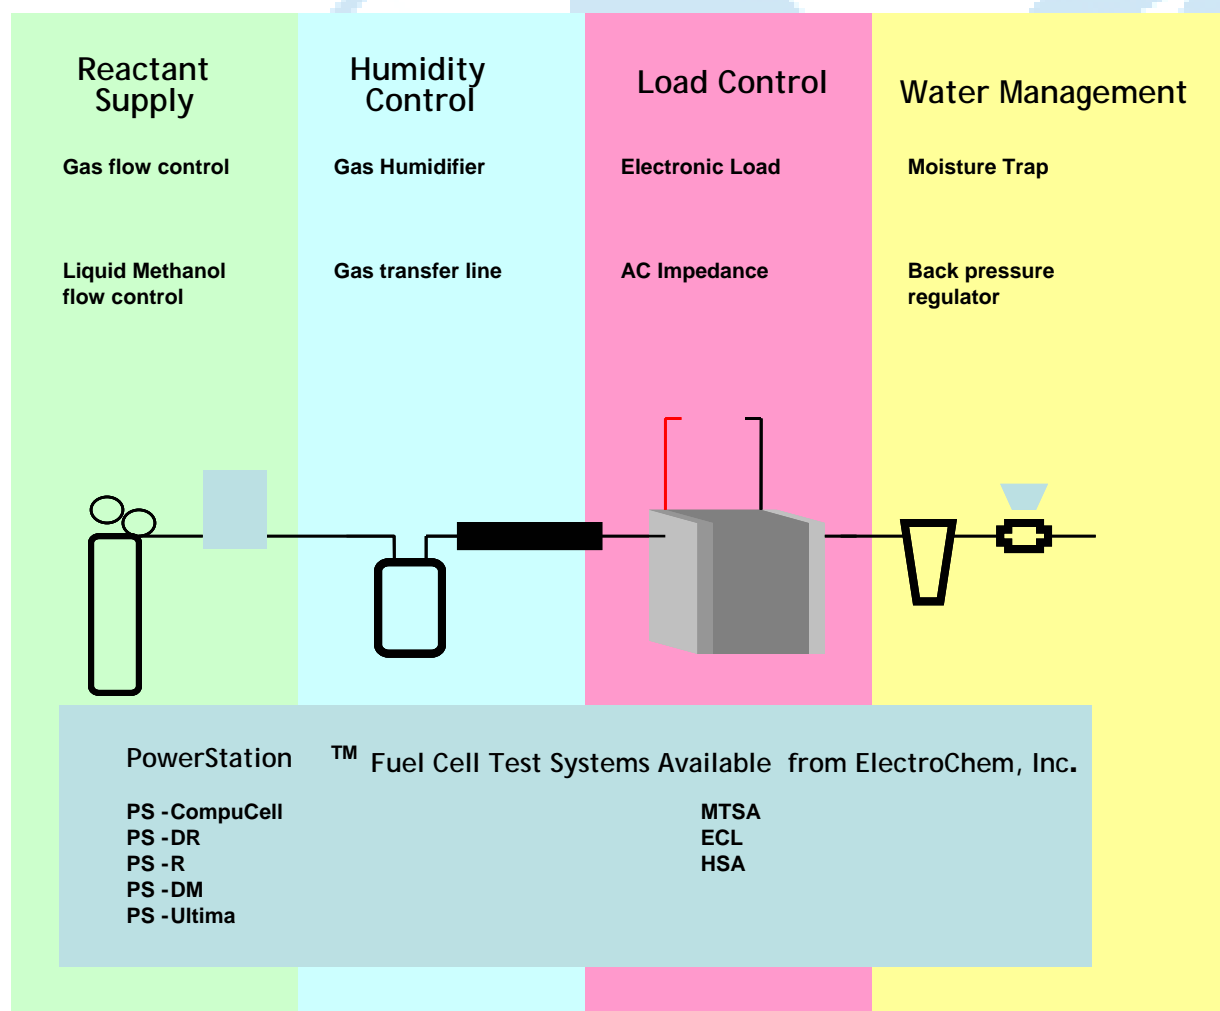 Reactant
Supply
Humidity
Control
Load Control
Water Management
Gas flow control
Gas Humidifier
Electronic Load
Moisture Trap
Liquid Methanol
flow control
Gas transfer line
AC Impedance
Back pressure
regulator
PowerStation TM Fuel Cell Test Systems Available from ElectroChem, Inc.
PS -CompuCell
PS -DR
PS -R
PS -DM
PS -Ultima
MTSA
ECL
HSA